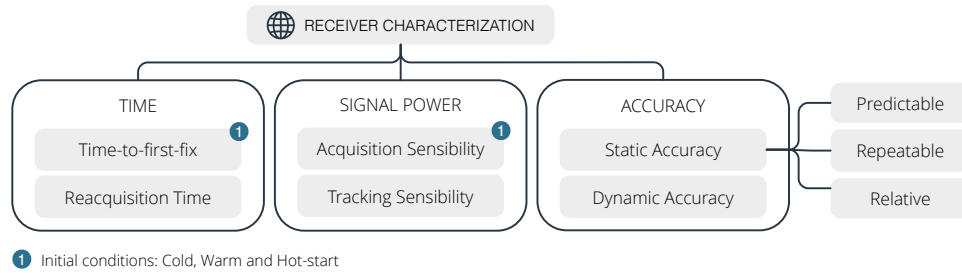 RECEIVER CHARACTERIZATION
TIME
Time-to-first-fix
1
Reacquisition Time
SIGNAL POWER
Acquisition Sensibility
1
Tracking Sensibility
ACCURACY
Static Accuracy
Dynamic Accuracy
Predictable
Repeatable
Relative
1 Initial conditions: Cold, Warm and Hot-start